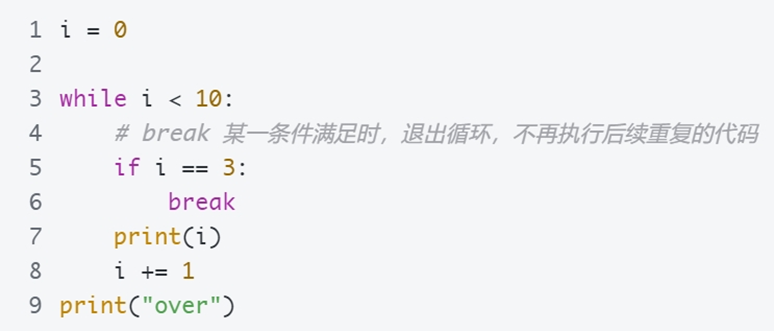 1 i = 0
2
3 while i < 10:
4     # break 某一条件满足时，退出循环，不再执行后续重复的代码
5     if i == 3:
6         break
7     print(i)
8     i += 1
9 print("over")